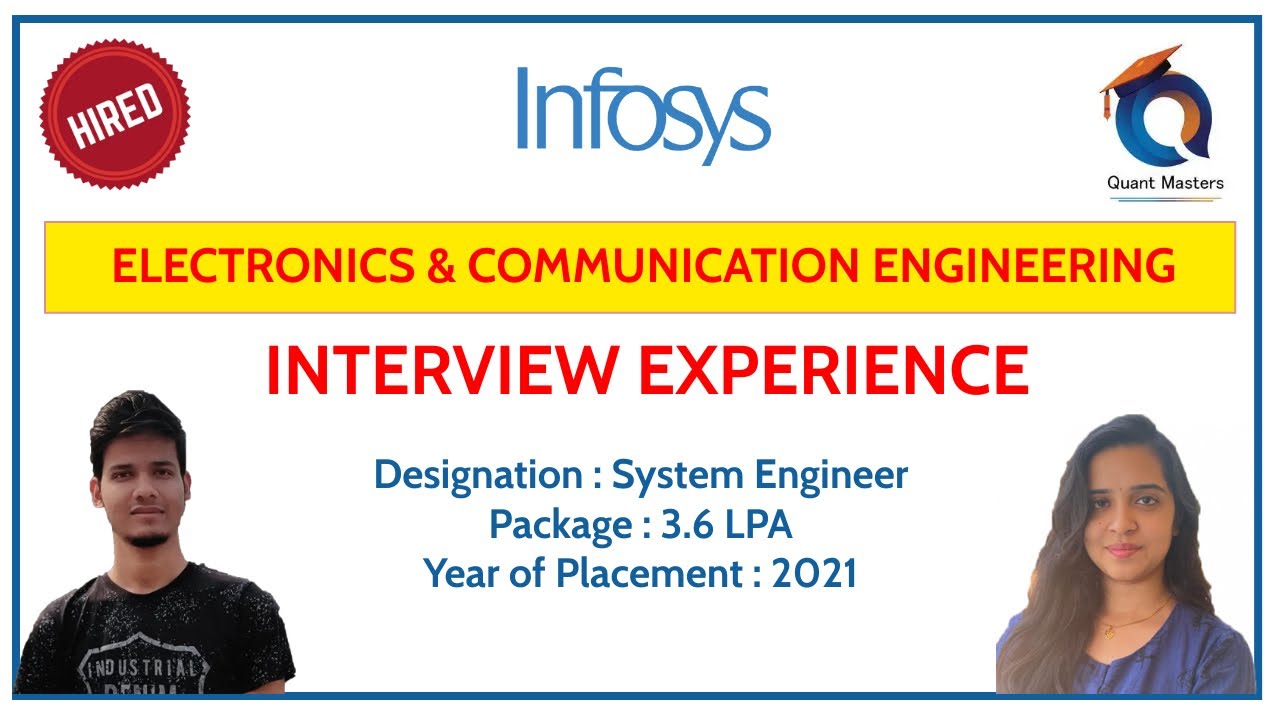 HIRED
Infosys
Quant Masters
ELECTRONICS & COMMUNICATION ENGINEERING
INTERVIEW EXPERIENCE
Designation : System Engineer
Package : 3.6 LPA
Year of Placement : 2021
INDUSTRIAL
DENIM